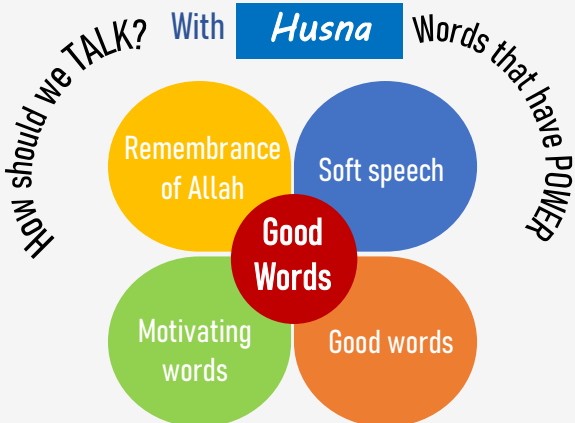 How should we TALK?
With Husna
Words that have POWER
Remembrance
of Allah
Soft speech
Good
Words
Motivating
words
Good words